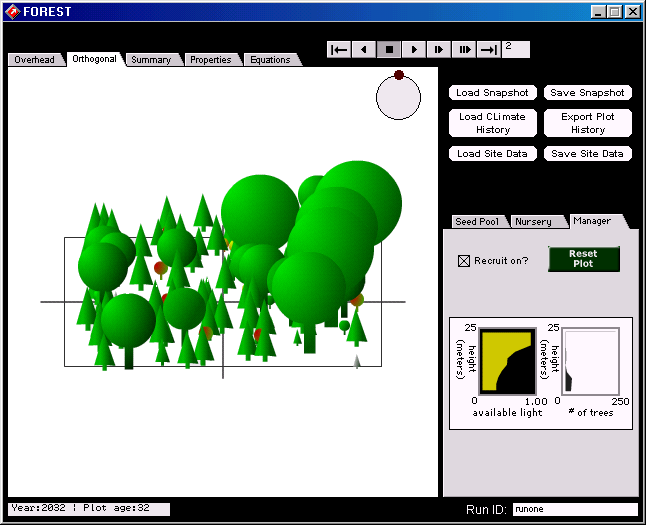 FOREST
2
Overhead
Orthogonal
Summary
Properties
Equations
Load Snapshot
Save Snapshot
Load CLimate
History
Export Plot
History
Load Site Data
Save Site Data
Seed Pool
Nursery
Manager
Recruit on?
Reset
Plot
25
height
(meters)
0
1.00
available light
25
height
(meters)
0
250
# of trees
Year:2032 ¦ Plot age:32
Run ID:
runone